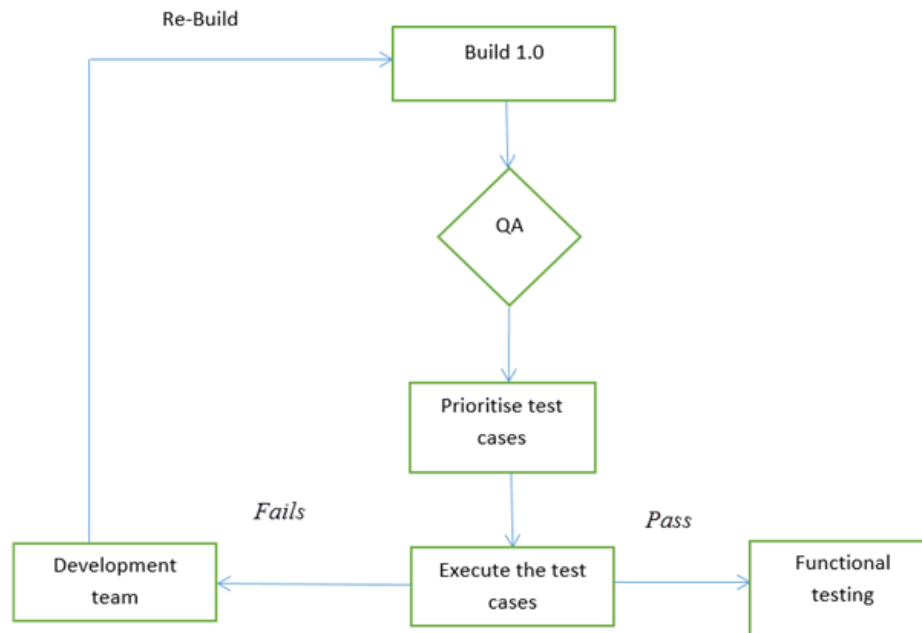 Re-Build
Build 1.0
QA
Prioritise test
cases
Fails
Pass
Development
team
Execute the test
cases
Functional
testing